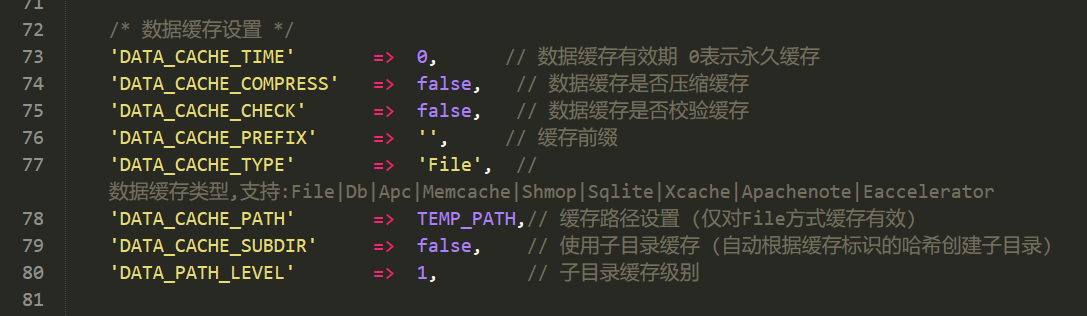 71
72 /* 数据缓存设置 */
73 'DATA_CACHE_TIME' => 0, // 数据缓存有效期 0表示永久缓存
74 'DATA_CACHE_COMPRESS' => false, // 数据缓存是否压缩缓存
75 'DATA_CACHE_CHECK' => false, // 数据缓存是否校验缓存
76 'DATA_CACHE_PREFIX' => '', // 缓存前缀
77 'DATA_CACHE_TYPE' => 'File', //
数据缓存类型,支持:File|Db|Apc|Memcache|Shmop|Sqlite|Xcache|Apachenote|Eaccelerator
78 'DATA_CACHE_PATH' => TEMP_PATH,// 缓存路径设置 (仅对File方式缓存有效)
79 'DATA_CACHE_SUBDIR' => false, // 使用子目录缓存 (自动根据缓存标识的哈希创建子目录)
80 'DATA_PATH_LEVEL' => 1, // 子目录缓存级别
81